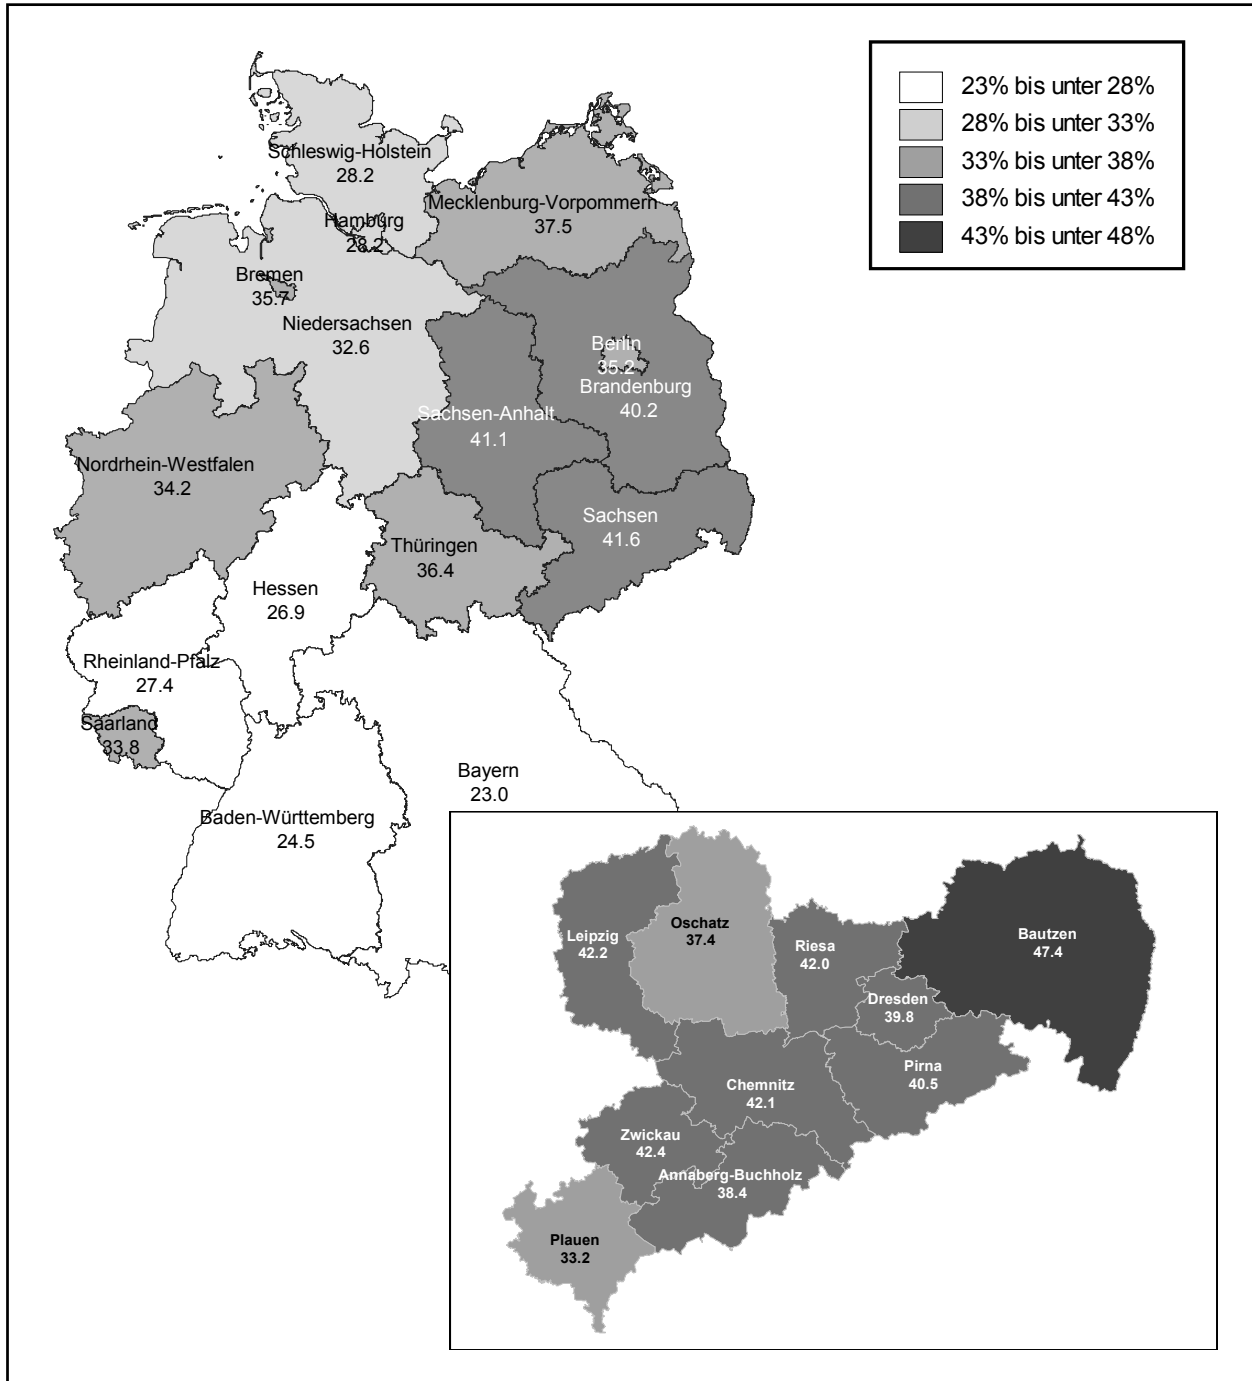 23% bis unter 28%
28% bis unter 33%
33% bis unter 38%
38% bis unter 43%
43% bis unter 48%
Schleswig-Holstein
28.2
Mecklenburg-Vorpommern
37.5
Hamburg
28.2
Bremen
35.7
Niedersachsen
32.6
Berlin
35.2
Brandenburg
40.2
Sachsen-Anhalt
41.1
Nordrhein-Westfalen
34.2
Sachsen
41.6
Thüringen
36.4
Hessen
26.9
Rheinland-Pfalz
27.4
Saarland
33.8
Bayern
23.0
Baden-Württemberg
24.5
Oschatz
37.4
Leipzig
42.2
Riesa
42.0
Bautzen
47.4
Dresden
39.8
Pirna
40.5
Chemnitz
42.1
Zwickau
42.4
Annaberg-Buchholz
38.4
Plauen
33.2